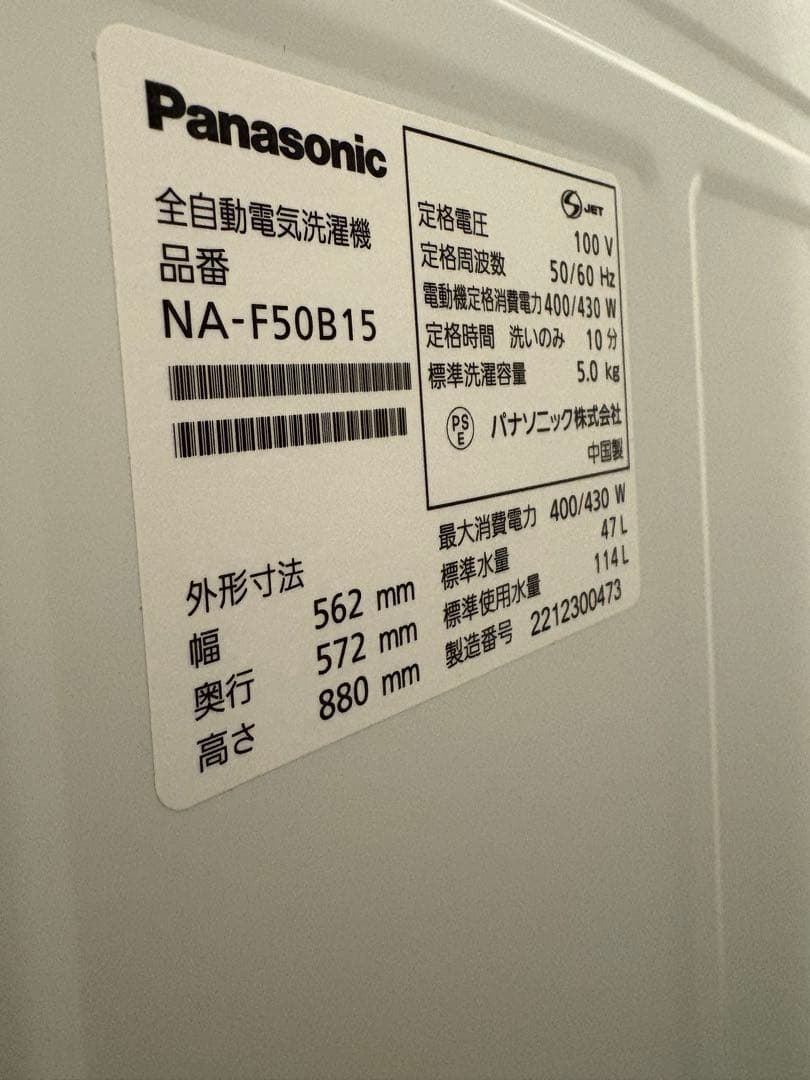 Panasonic
全自動電気洗濯機
品番
NA-F50B15
JET
定格電圧 100 V
定格周波数 50/60 Hz
電動機定格消費電力 400/430 W
定格時間 洗いのみ 10 分
標準洗濯容量 5.0 kg
PS
E
パナソニック株式会社
中国製
外形寸法
幅 562 mm
奥行 572 mm
高さ 880 mm
最大消費電力 400/430 W
標準水量 47 L
標準使用水量 114 L
製造番号 2212300473